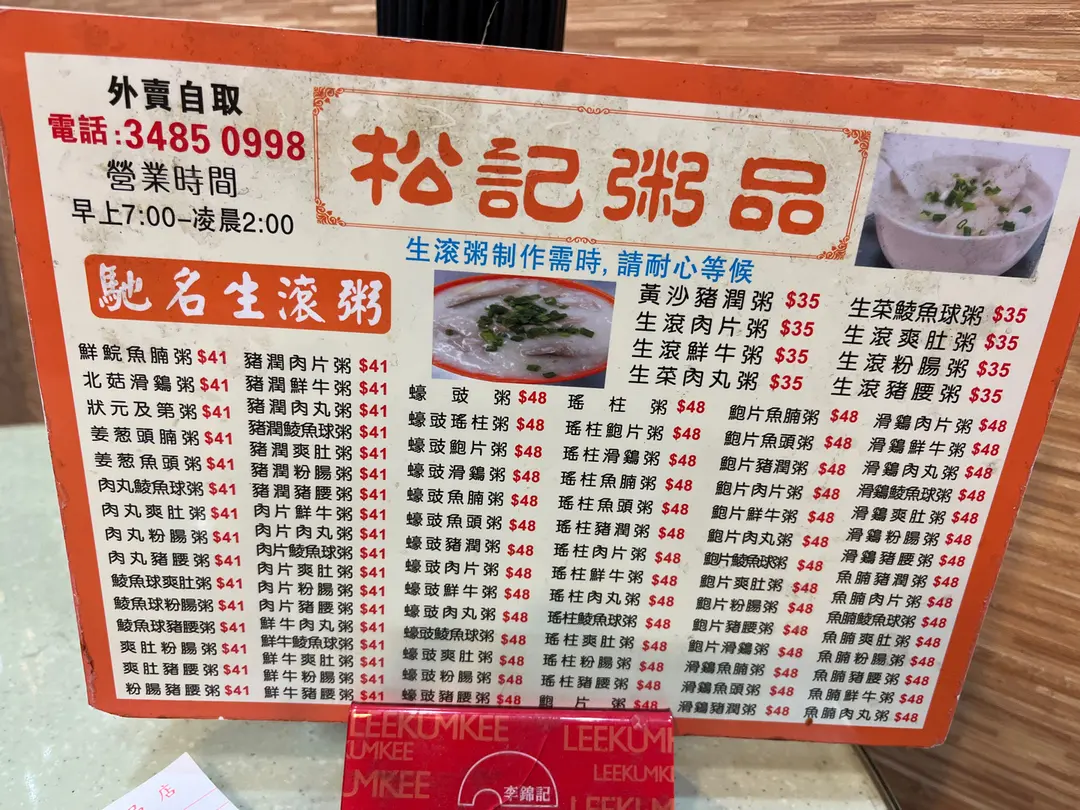 外賣自取
電話:3485 0998
營業時間
早上7:00-凌晨2:00
松記粥品
生滚粥制作需時,請耐心等候
馳名生滚粥
黃沙豬潤粥 $35
生滾肉片粥 $35
生滾鮮牛粥 $35
生菜肉丸粥 $35
生菜鯪魚球粥 $35
生滾爽肚粥 $35
生滾粉腸粥 $35
生滾豬腰粥 $35
鮮鯇魚腩粥 $41
北菇滑鷄粥 $41
狀元及第粥 $41
姜葱頭腩粥 $41
姜葱魚頭粥 $41
肉丸鯪魚球粥 $41
肉丸爽肚粥 $41
肉丸粉腸粥 $41
肉丸豬腰粥 $41
鯪魚球爽肚粥 $41
鯪魚球粉腸粥 $41
鯪魚球豬腰粥 $41
爽肚粉腸粥 $41
爽肚豬腰粥 $41
粉腸豬腰粥 $41
豬潤肉片粥 $41
豬潤鮮牛粥 $41
豬潤肉丸粥 $41
豬潤鯪魚球粥 $41
豬潤爽肚粥 $41
豬潤粉腸粥 $41
豬潤豬腰粥 $41
肉片鮮牛粥 $41
肉片肉丸粥 $41
肉片鯪魚球粥 $41
肉片爽肚粥 $41
肉片粉腸粥 $41
肉片豬腰粥 $41
鮮牛肉丸粥 $41
鮮牛鯪魚球粥 $41
鮮牛爽肚粥 $41
鮮牛粉腸粥 $41
鮮牛豬腰粥 $41
蠔豉粥 $48
蠔豉瑤柱粥 $48
蠔豉鮑片粥 $48
蠔豉滑鷄粥 $48
蠔豉魚腩粥 $48
蠔豉魚頭粥 $48
蠔豉豬潤粥 $48
蠔豉肉片粥 $48
蠔豉鮮牛粥 $48
蠔豉肉丸粥 $48
蠔豉鯪魚球粥 $48
蠔豉爽肚粥 $48
蠔豉粉腸粥 $48
蠔豉豬腰粥 $48
瑤柱粥 $48
瑤柱鮑片粥 $48
瑤柱滑鷄粥 $48
瑤柱魚腩粥 $48
瑤柱魚頭粥 $48
瑤柱豬潤粥 $48
瑤柱肉片粥 $48
瑤柱鮮牛粥 $48
瑤柱肉丸粥 $48
瑤柱鯪魚球粥 $48
瑤柱爽肚粥 $48
瑤柱粉腸粥 $48
瑤柱豬腰粥 $48
鮑片粥 $48
鮑片魚腩粥 $48
鮑片魚頭粥 $48
鮑片豬潤粥 $48
鮑片肉片粥 $48
鮑片鮮牛粥 $48
鮑片肉丸粥 $48
鮑片鯪魚球粥 $48
鮑片爽肚粥 $48
鮑片粉腸粥 $48
鮑片豬腰粥 $48
鮑片滑鷄粥 $48
滑鷄魚腩粥 $48
滑鷄魚頭粥 $48
滑鷄豬潤粥 $48
滑鷄肉片粥 $48
滑鷄鮮牛粥 $48
滑鷄肉丸粥 $48
滑鷄鯪魚球粥 $48
滑鷄爽肚粥 $48
滑鷄粉腸粥 $48
滑鷄豬腰粥 $48
魚腩豬潤粥 $48
魚腩肉片粥 $48
魚腩鯪魚球粥 $48
魚腩爽肚粥 $48
魚腩粉腸粥 $48
魚腩豬腰粥 $48
魚腩鮮牛粥 $48
魚腩肉丸粥 $48
LEEKUMKEE
李錦記
店